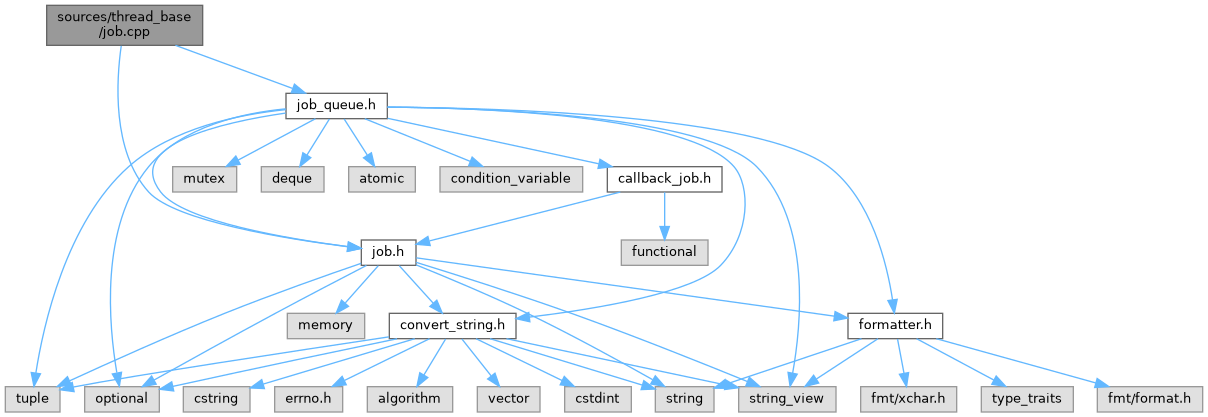 sources/thread_base
/job.cpp
job_queue.h
mutex
deque
atomic
condition_variable
callback_job.h
job.h
functional
memory
convert_string.h
formatter.h
tuple
optional
cstring
errno.h
algorithm
vector
cstdint
string
string_view
fmt/xchar.h
type_traits
fmt/format.h